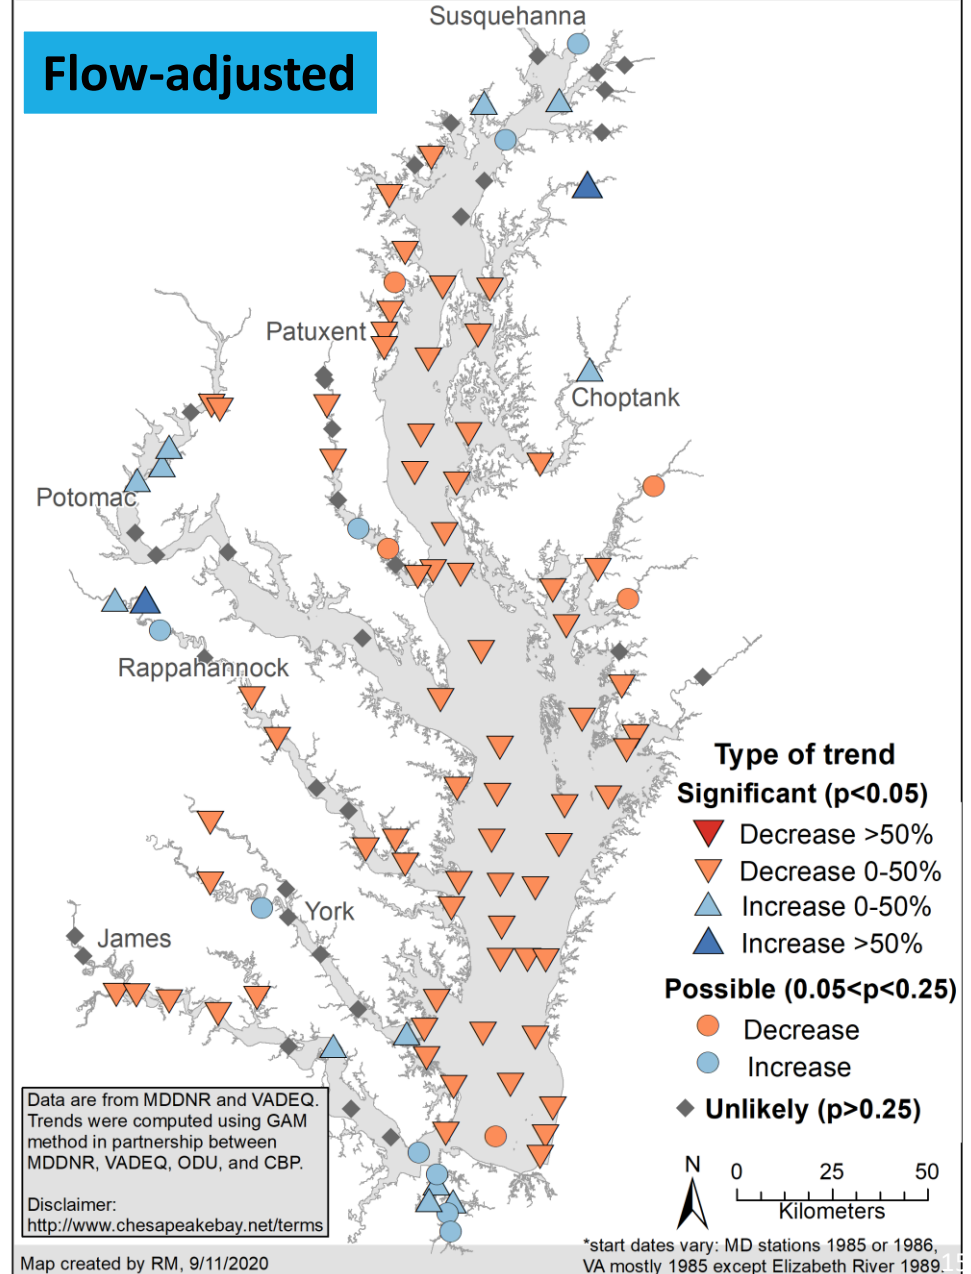 Susquehanna
Flow-adjusted
Patuxent
Choptank
Potomac
Rappahannock
York
James
Type of trend
Significant (p<0.05)
Decrease >50%
Decrease 0-50%
Increase 0-50%
Increase >50%
Possible (0.05<p<0.25)
Decrease
Increase
Unlikely (p>0.25)
Data are from MDDNR and VADEQ.
Trends were computed using GAM
method in partnership between
MDDNR, VADEQ, ODU, and CBP.
Disclaimer:
http://www.chesapeakebay.net/terms
N
0 25 50
Kilometers
*start dates vary: MD stations 1985 or 1986,
VA mostly 1985 except Elizabeth River 1989.
Map created by RM, 9/11/2020
15